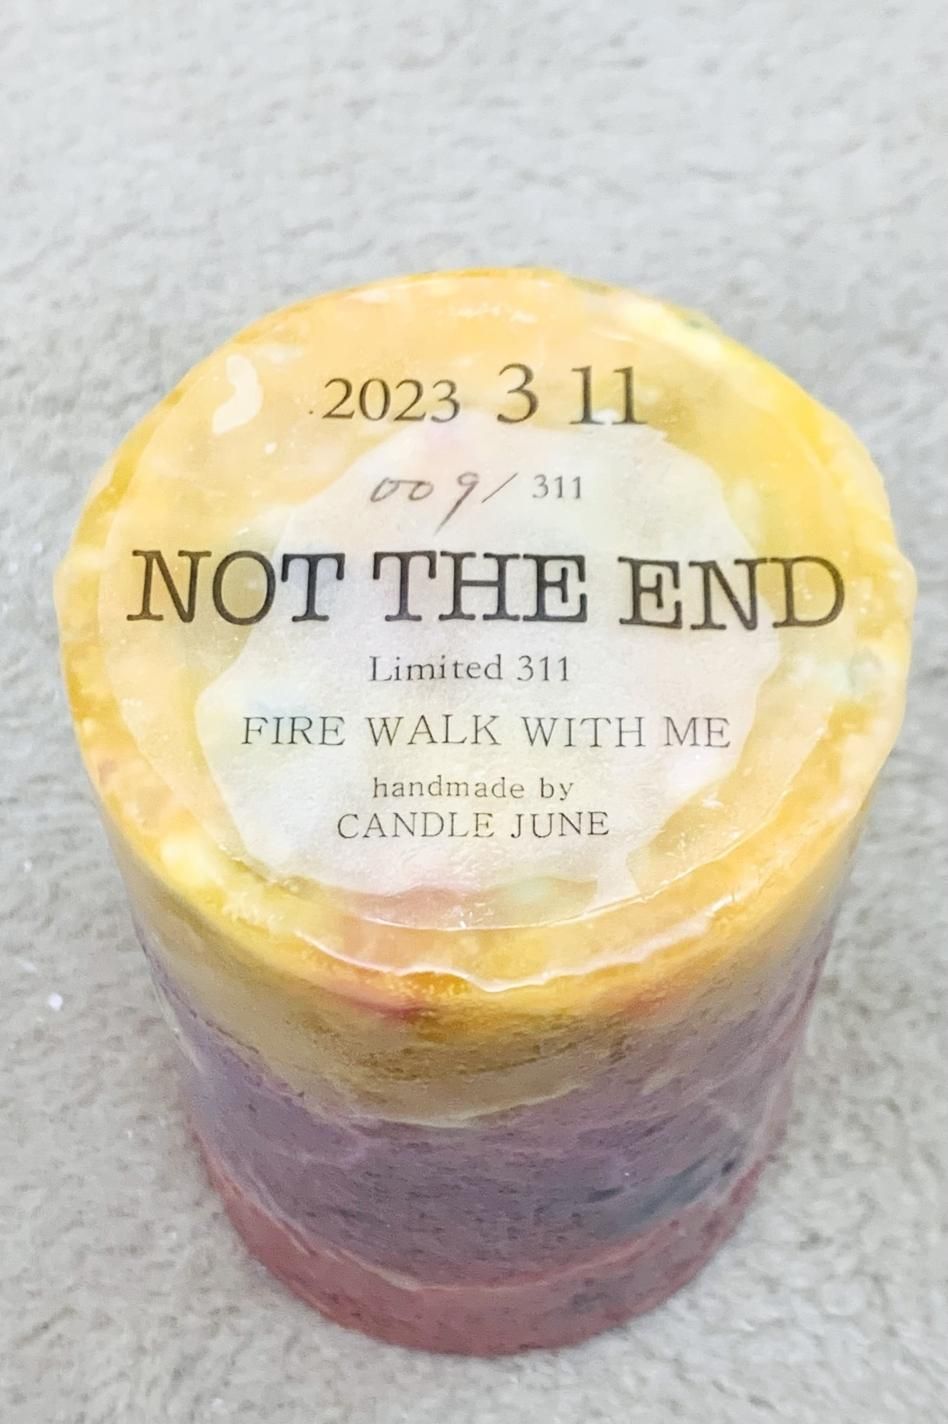 2023 3 11
009/311
NOT THE END
Limited 311
FIRE WALK WITH ME
handmade by
CANDLE JUNE